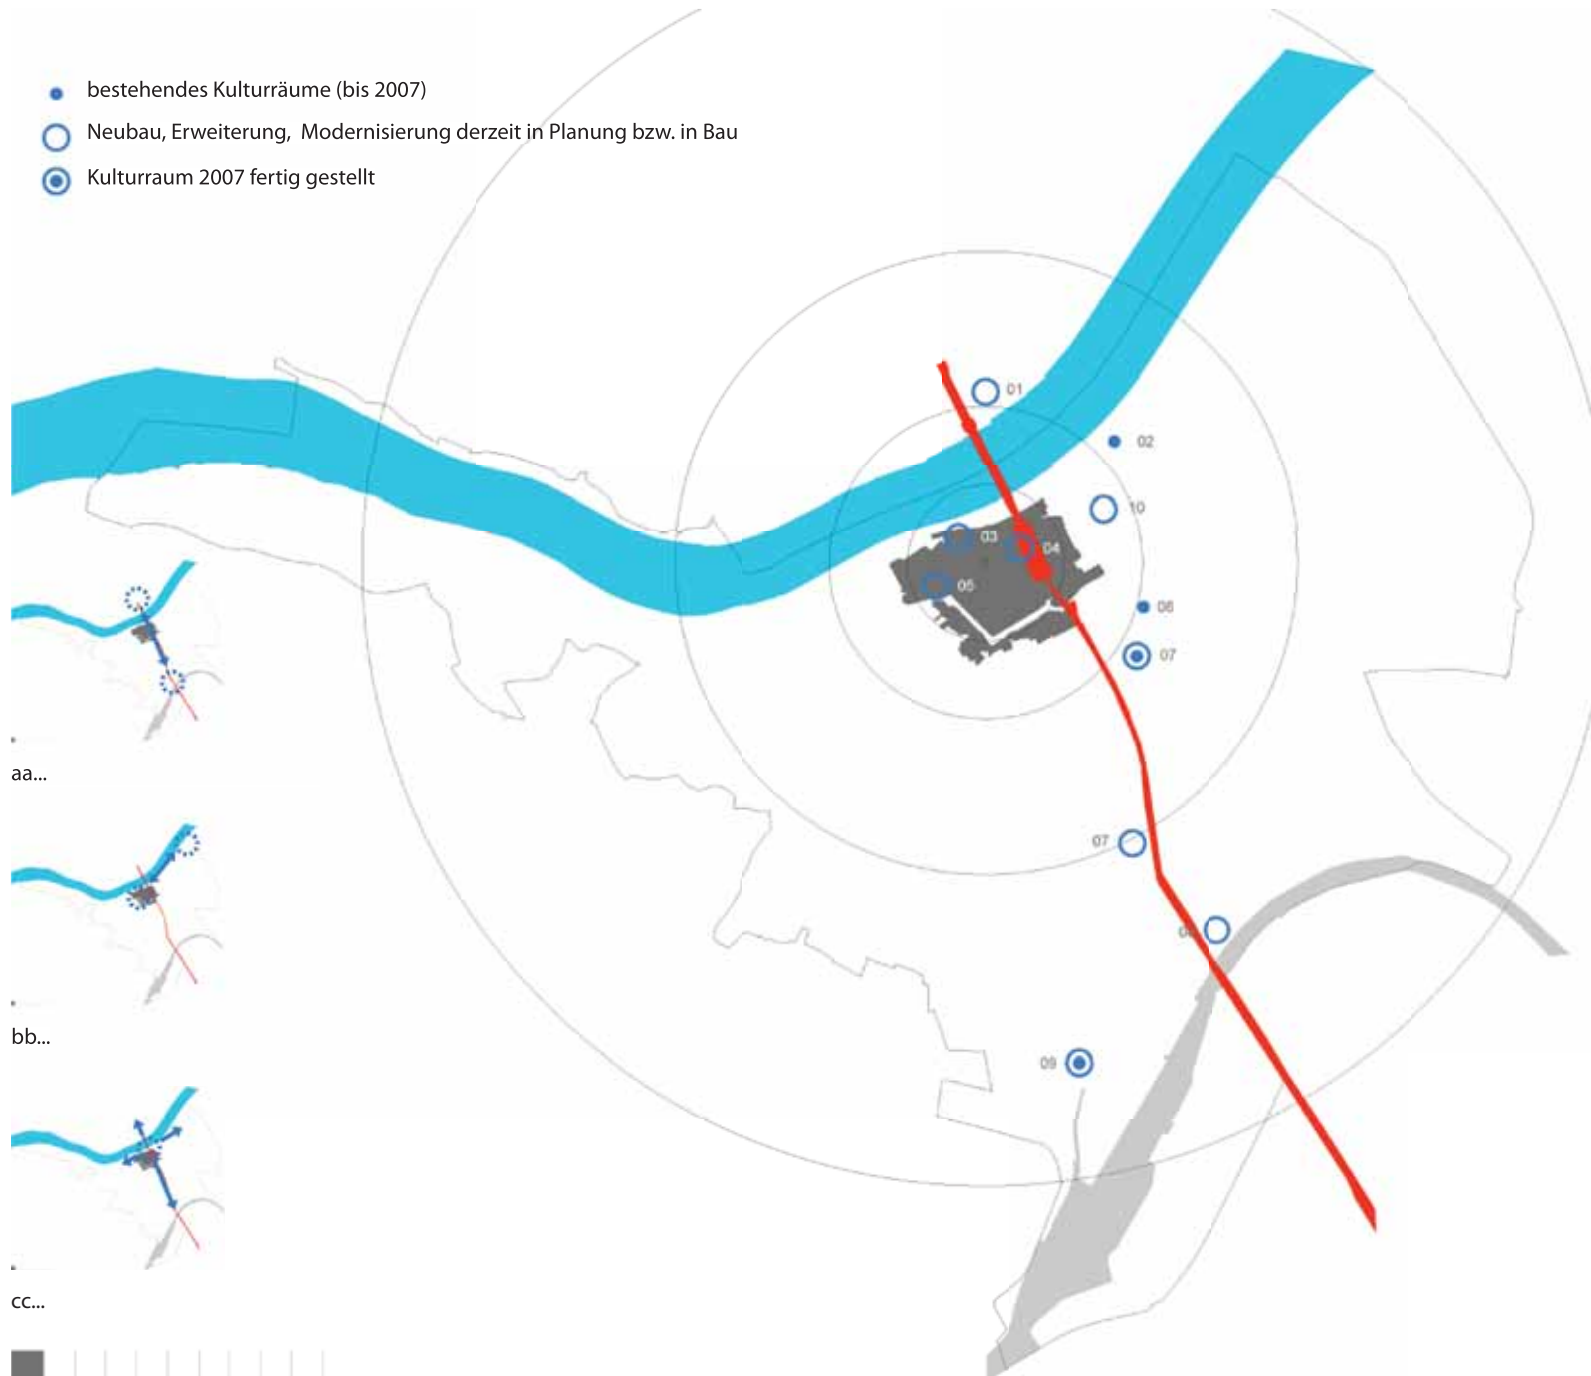 bestehendes Kulturräume (bis 2007)
Neubau, Erweiterung, Modernisierung derzeit in Planung bzw. in Bau
Kulturraum 2007 fertig gestellt
01
02
10
03
04
05
06
07
07
09
aa...
bb...
cc...